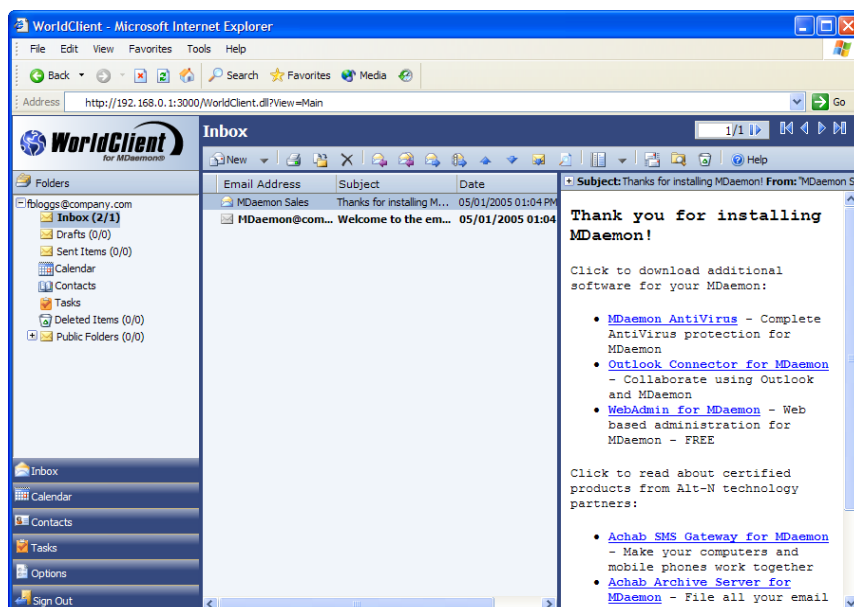 WorldClient - Microsoft Internet Explorer
File Edit View Favorites Tools Help
Back Search Favorites Media
Address http://192.168.0.1:3000/WorldClient.dll?View=Main Go
WorldClient
for MDaemon®
Inbox
1/1
New Help
Folders
fbloggs@company.com
Inbox (2/1)
Drafts (0/0)
Sent Items (0/0)
Calendar
Contacts
Tasks
Deleted Items (0/0)
Public Folders (0/0)
Inbox
Calendar
Contacts
Tasks
Options
Sign Out
Email Address Subject Date
MDaemon Sales Thanks for installing M... 05/01/2005 01:04 PM
MDaemon@com... Welcome to the em... 05/01/2005 01:04
Subject: Thanks for installing MDaemon! From: "MDaemon S
Thank you for installing
MDaemon!
Click to download additional
software for your MDaemon:
• MDaemon AntiVirus - Complete
AntiVirus protection for
MDaemon
• Outlook Connector for MDaemon
- Collaborate using Outlook
and MDaemon
• WebAdmin for MDaemon - Web
based administration for
MDaemon - FREE
Click to read about certified
products from Alt-N technology
partners:
• Achab SMS Gateway for MDaemon
- Make your computers and
mobile phones work together
• Achab Archive Server for
MDaemon - File all your email